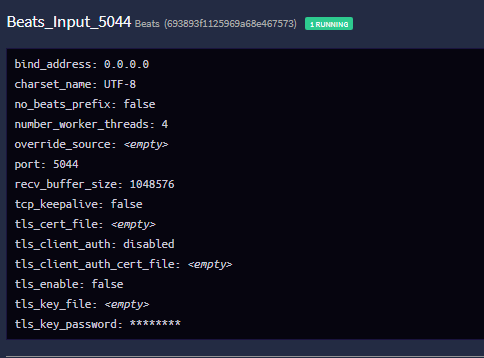 Beats_Input_5044 Beats (693893f1125969a68e467573) 1 RUNNING
bind_address: 0.0.0.0
charset_name: UTF-8
no_beats_prefix: false
number_worker_threads: 4
override_source: <empty>
port: 5044
recv_buffer_size: 1048576
tcp_keepalive: false
tls_cert_file: <empty>
tls_client_auth: disabled
tls_client_auth_cert_file: <empty>
tls_enable: false
tls_key_file: <empty>
tls_key_password: ********